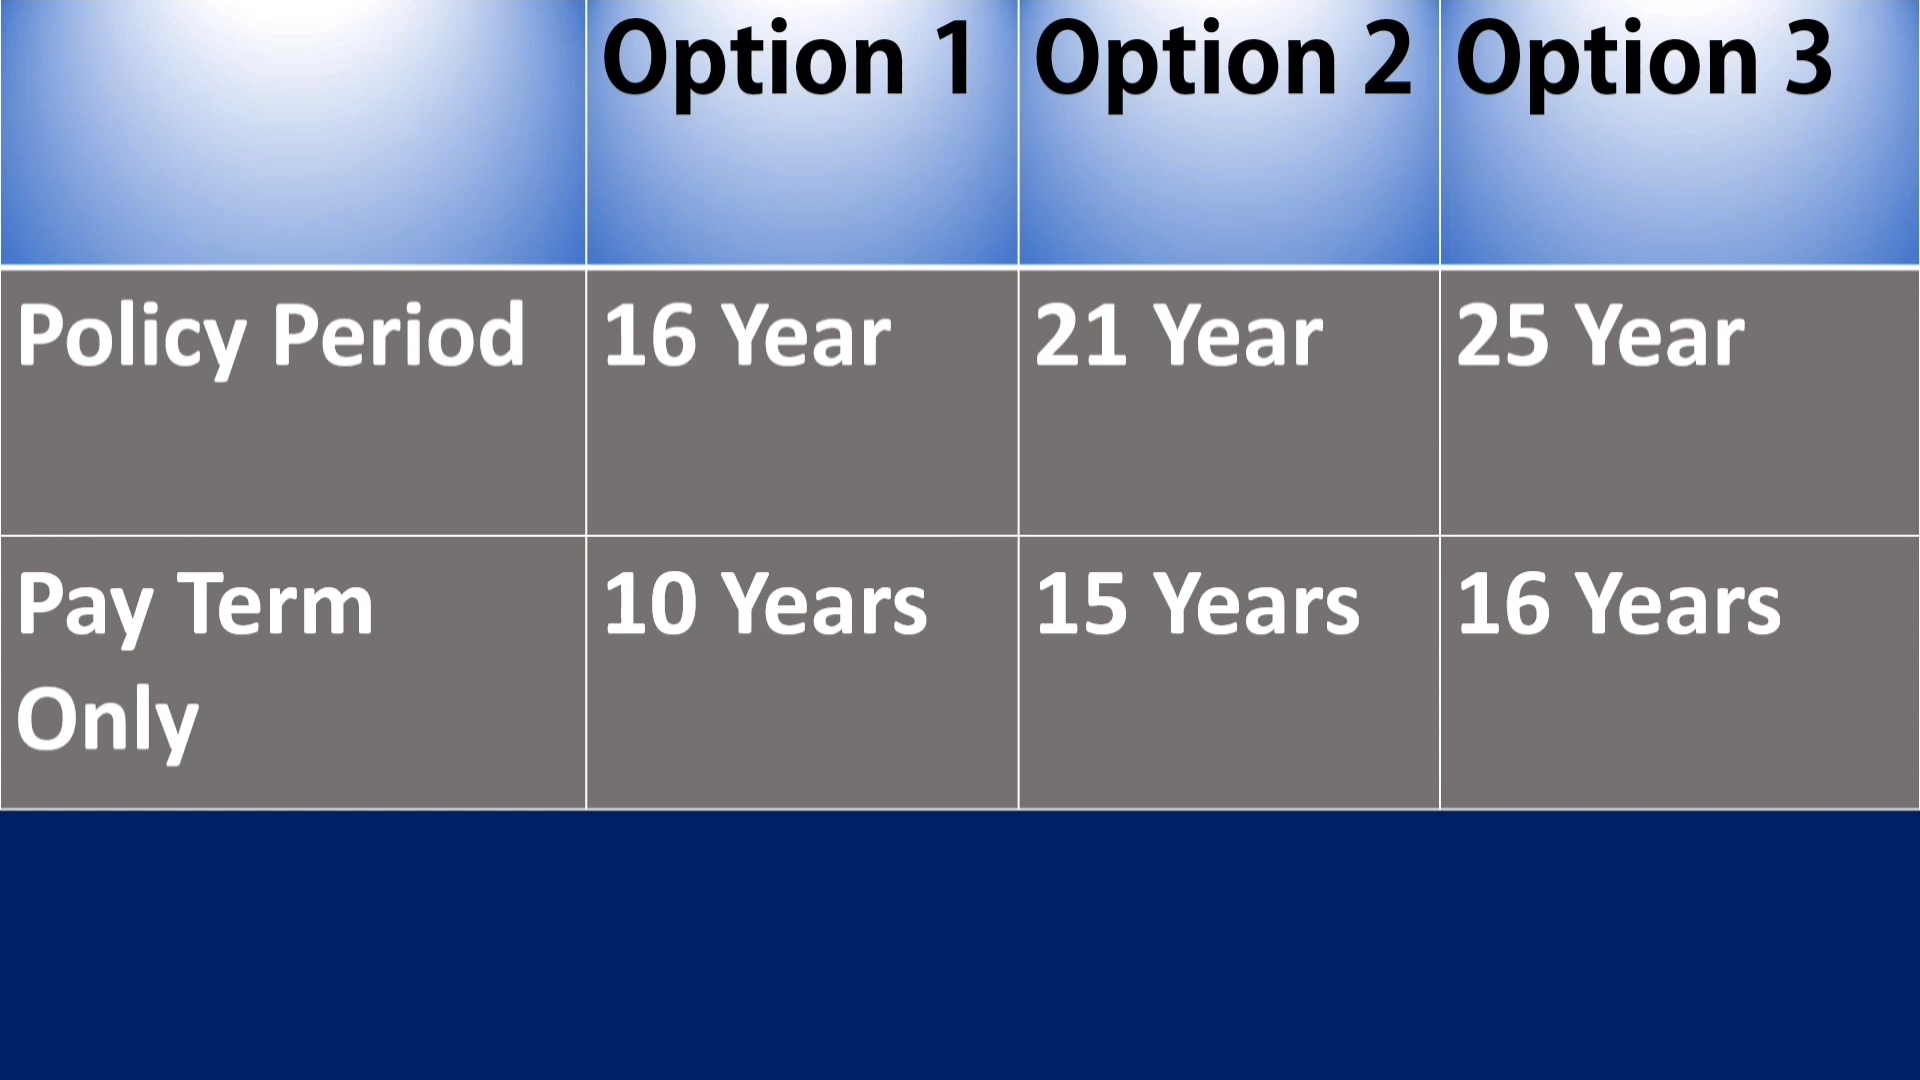 Option 1 Option 2 Option 3
Policy Period 16 Year 21 Year 25 Year
Pay Term 10 Years 15 Years 16 Years
Only